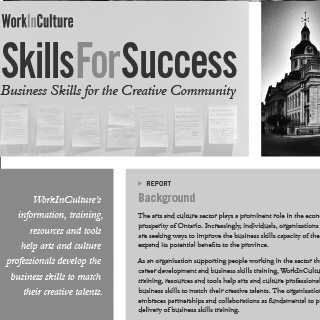 WorkInCulture
SkillsForSuccess
Business Skills for the Creative Community
WorkInCulture's
information, training,
resources and tools
help arts and culture
professionals develop the
business skills to match
their creative talents.
REPORT
Background
The arts and culture sector plays a prominent role in the econ
prosperity of Ontario. Increasingly, individuals, organisations
are seeking ways to improve the business skills capacity of the
expand its potential benefits to the province.
As an organisation supporting people working in the sector th
career development and business skills training, WorkInCultu
training, resources and tools help arts and culture professional
business skills to match their creative talents. The organisatio
embraces partnerships and collaborations as fundamental to p
delivery of business skills training.